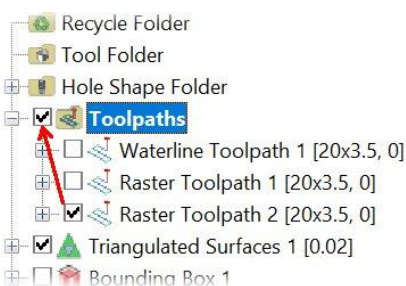 Recycle Folder
Tool Folder
Hole Shape Folder
Toolpaths
Waterline Toolpath 1 [20x3.5, 0]
Raster Toolpath 1 [20x3.5, 0]
Raster Toolpath 2 [20x3.5, 0]
Triangulated Surfaces 1 [0.02]
Bounding Box 1